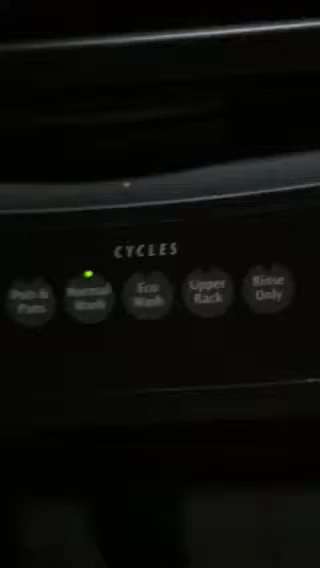 CYCLES
Pots &
Pans
Normal
Wash
Eco
Wash
Upper
Rack
Rinse
Only